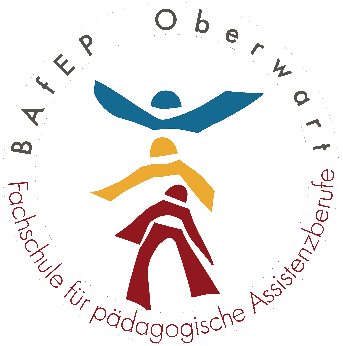 BAfEP Oberwart
Fachschule für pädagogische Assistenzberufe